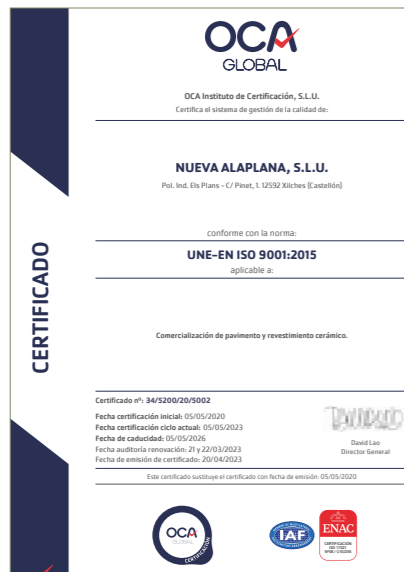 OCA
GLOBAL
OCA Instituto de Certificación, S.L.U.
Certifica el sistema de gestión de la calidad de:
NUEVA ALAPLANA, S.L.U.
Pol. Ind. Els Plans - C/ Pinet, 1. 12592 Xilches (Castellón)
conforme con la norma:
UNE-EN ISO 9001:2015
aplicable a:
CERTIFICADO
Comercialización de pavimento y revestimiento cerámico.
Certificado nº: 34/5200/20/5002
Fecha certificación inicial: 05/05/2020
Fecha certificación ciclo actual: 05/05/2023
Fecha de caducidad: 05/05/2026
Fecha auditoría renovación: 21 y 22/03/2023
Fecha de emisión de certificado: 20/04/2023
David Lao
Director General
Este certificado sustituye el certificado con fecha de emisión: 05/05/2020
OCA
GLOBAL
CERTIFICACIÓN
IAF
ENAC
CERTIFICACIÓN
ISO 17021